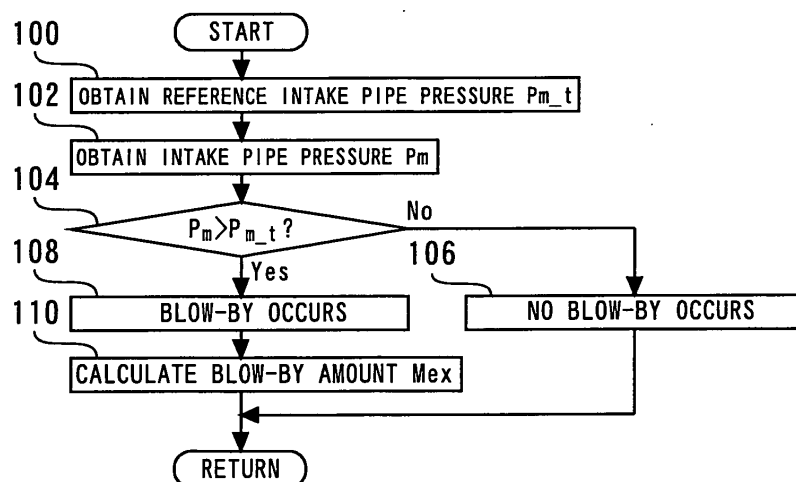 100
START
OBTAIN REFERENCE INTAKE PIPE PRESSURE Pm_t
102
OBTAIN INTAKE PIPE PRESSURE Pm
104
Pm>Pm_t?
No
Yes
108
BLOW-BY OCCURS
106
NO BLOW-BY OCCURS
110
CALCULATE BLOW-BY AMOUNT Mex
RETURN